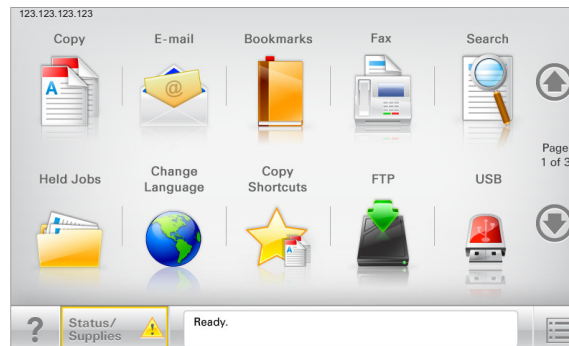 123.123.123.123
Copy
E-mail
Bookmarks
Fax
Search
A
@
Page
1 of 3
Held Jobs
Change
Language
Copy
Shortcuts
FTP
USB
A
?
Status/
Supplies
!
Ready.